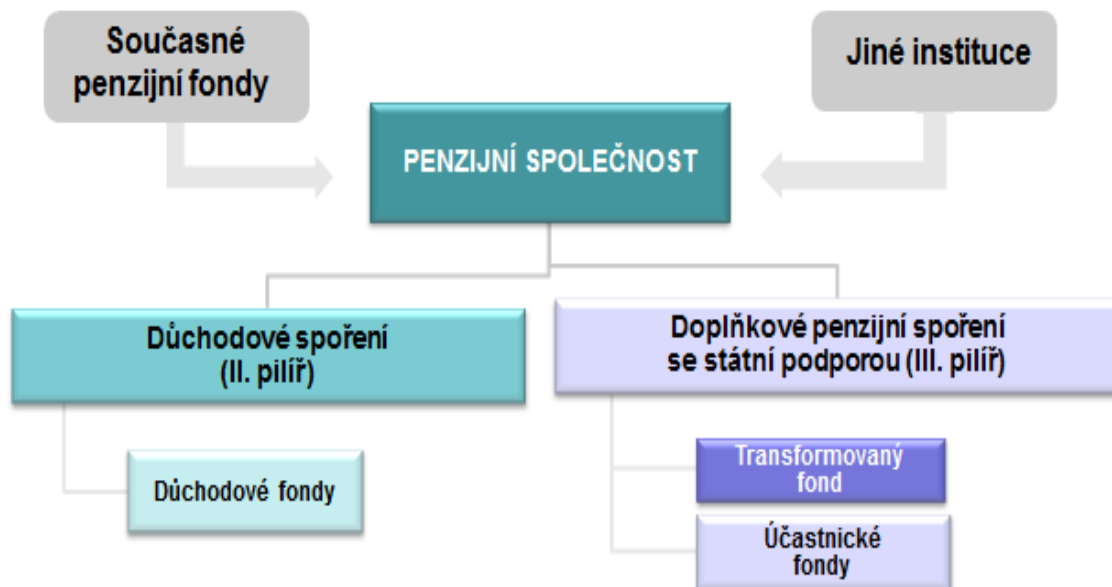 Současné
penzijní fondy
Jiné instituce
PENZIJNÍ SPOLEČNOST
Důchodové spoření
(II. pilíř)
Doplňkové penzijní spoření
se státní podporou (III. pilíř)
Důchodové fondy
Transformovaný
fond
Účastnické
fondy